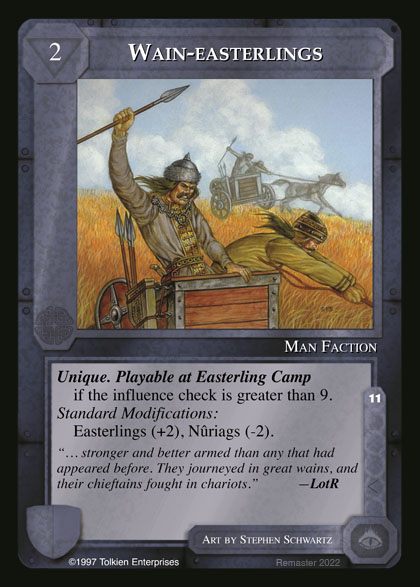 2
WAIN-EASTERLINGS
MAN FACTION
Unique. Playable at Easterling Camp
if the influence check is greater than 9.
Standard Modifications:
Easterlings (+2), Nûriags (-2).
11
“… stronger and better armed than any that had
appeared before. They journeyed in great wains, and
their chieftains fought in chariots.” —LotR
ART BY STEPHEN SCHWARTZ
©1997 Tolkien Enterprises
Remaster 2022